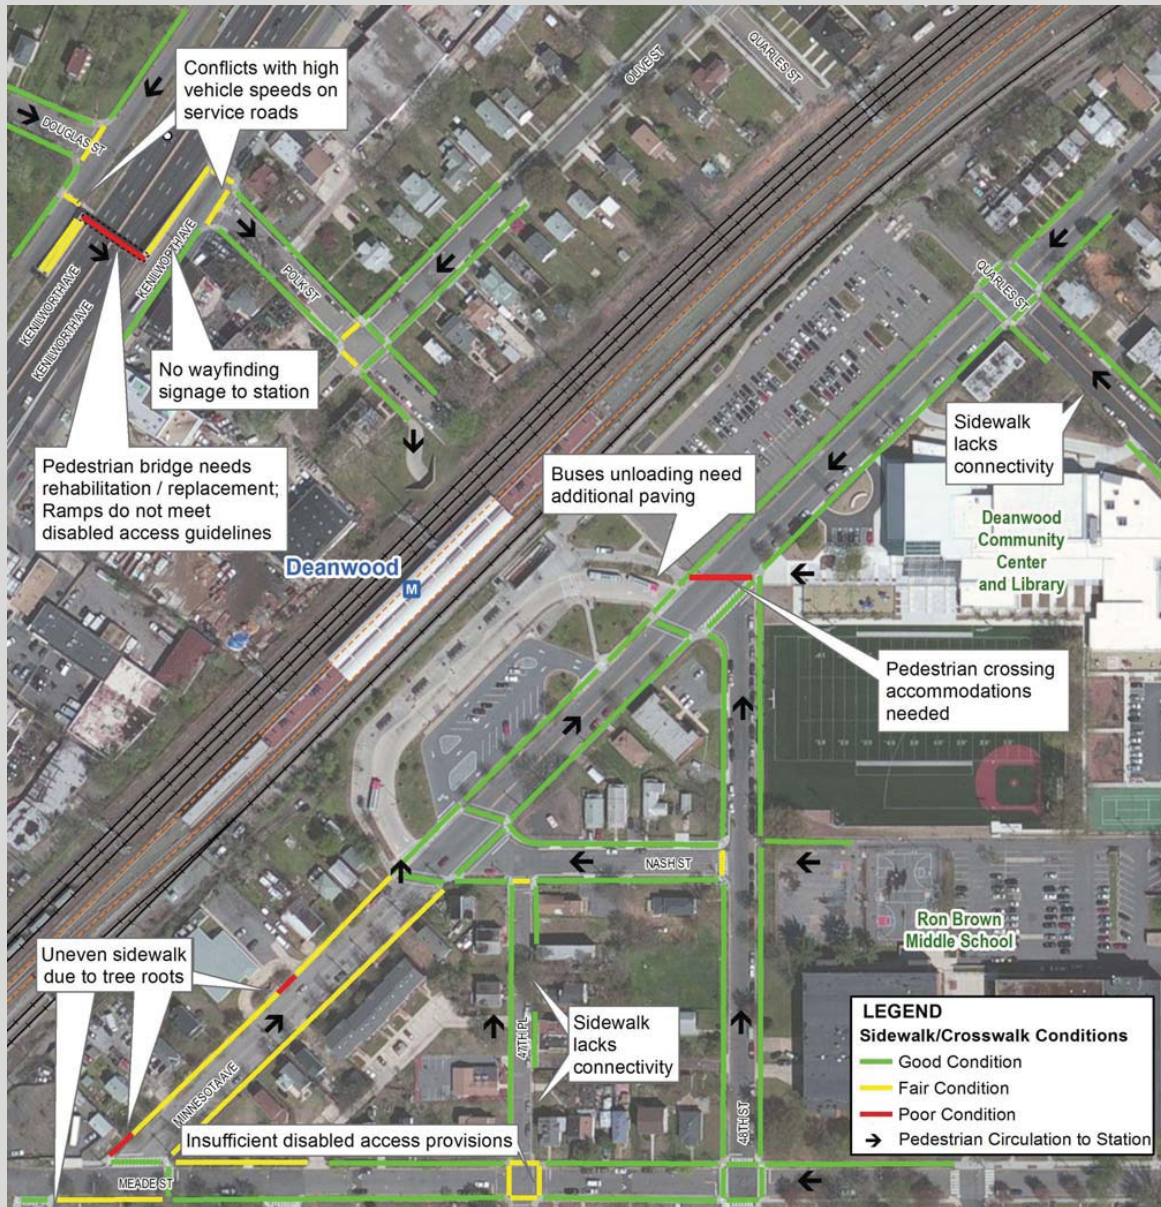 OLIVE ST
QUARLES ST
Conflicts with high
vehicle speeds on
service roads
DOUGLAS ST
KENILWORTH AVE
KENILWORTH AVE
KENILWORTH AVE
POLK ST
QUARLES ST
No wayfinding
signage to station
Sidewalk
lacks
connectivity
Pedestrian bridge needs
rehabilitation / replacement;
Ramps do not meet
disabled access guidelines
Buses unloading need
additional paving
Deanwood
Community
Center
and Library
Deanwood
M
Pedestrian crossing
accommodations
needed
NASH ST
Ron Brown
Middle School
Uneven sidewalk
due to tree roots
Sidewalk
lacks
connectivity
47TH PL
48TH ST
MINNESOTA AVE
Insufficient disabled access provisions
MEADE ST
LEGEND
Sidewalk/Crosswalk Conditions
Good Condition
Fair Condition
Poor Condition
Pedestrian Circulation to Station